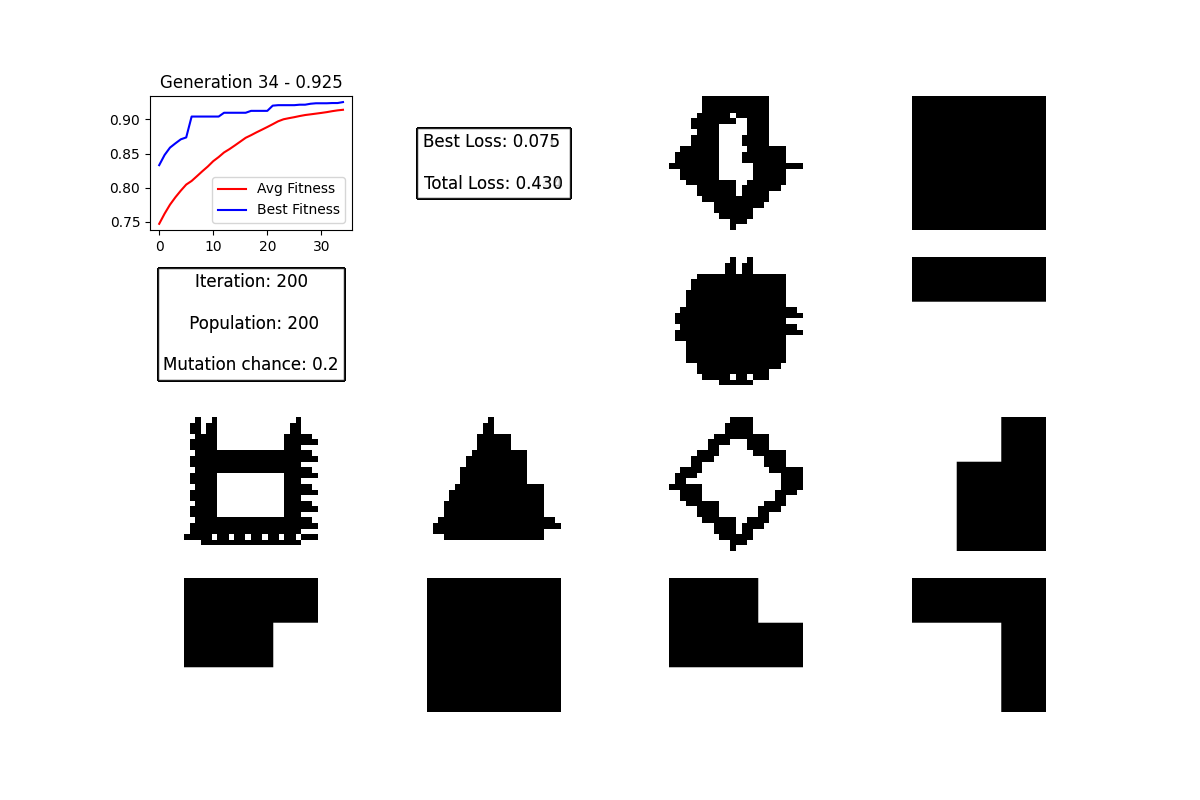 Generation 34 - 0.925
0.90
0.85
0.80
0.75
Avg Fitness
Best Fitness
0 10 20 30
Best Loss: 0.075
Total Loss: 0.430
Iteration: 200
Population: 200
Mutation chance: 0.2